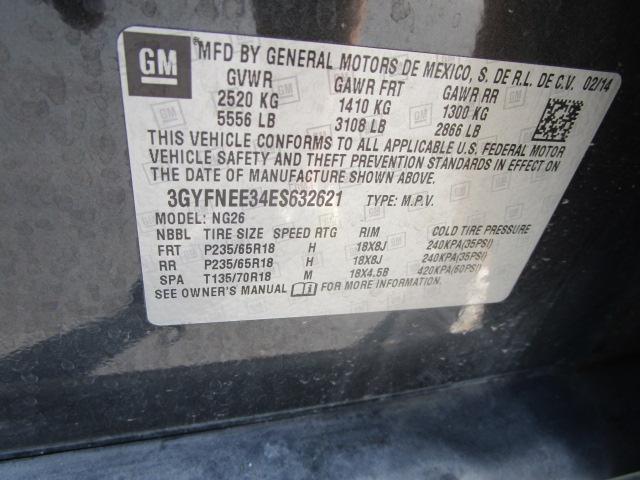 GM
MFD BY GENERAL MOTORS DE MEXICO, S. DE R.L. DE C.V. 02/14
GVWR GAWR FRT GAWR RR
2520 KG 1410 KG 1300 KG
5556 LB 3108 LB 2866 LB
THIS VEHICLE CONFORMS TO ALL APPLICABLE U.S. FEDERAL MOTOR
VEHICLE SAFETY AND THEFT PREVENTION STANDARDS IN EFFECT ON
THE DATE OF MANUFACTURE SHOWN ABOVE.
3GYFNEE34ES632621 TYPE: M.P.V.
MODEL: NG26
NBBL TIRE SIZE SPEED RTG RIM COLD TIRE PRESSURE
FRT P235/65R18 H 18X8J 240KPA(35PSI)
RR P235/65R18 H 18X8J 240KPA(35PSI)
SPA T135/70R18 M 18X4.5B 420KPA(60PSI)
SEE OWNER'S MANUAL FOR MORE INFORMATION.